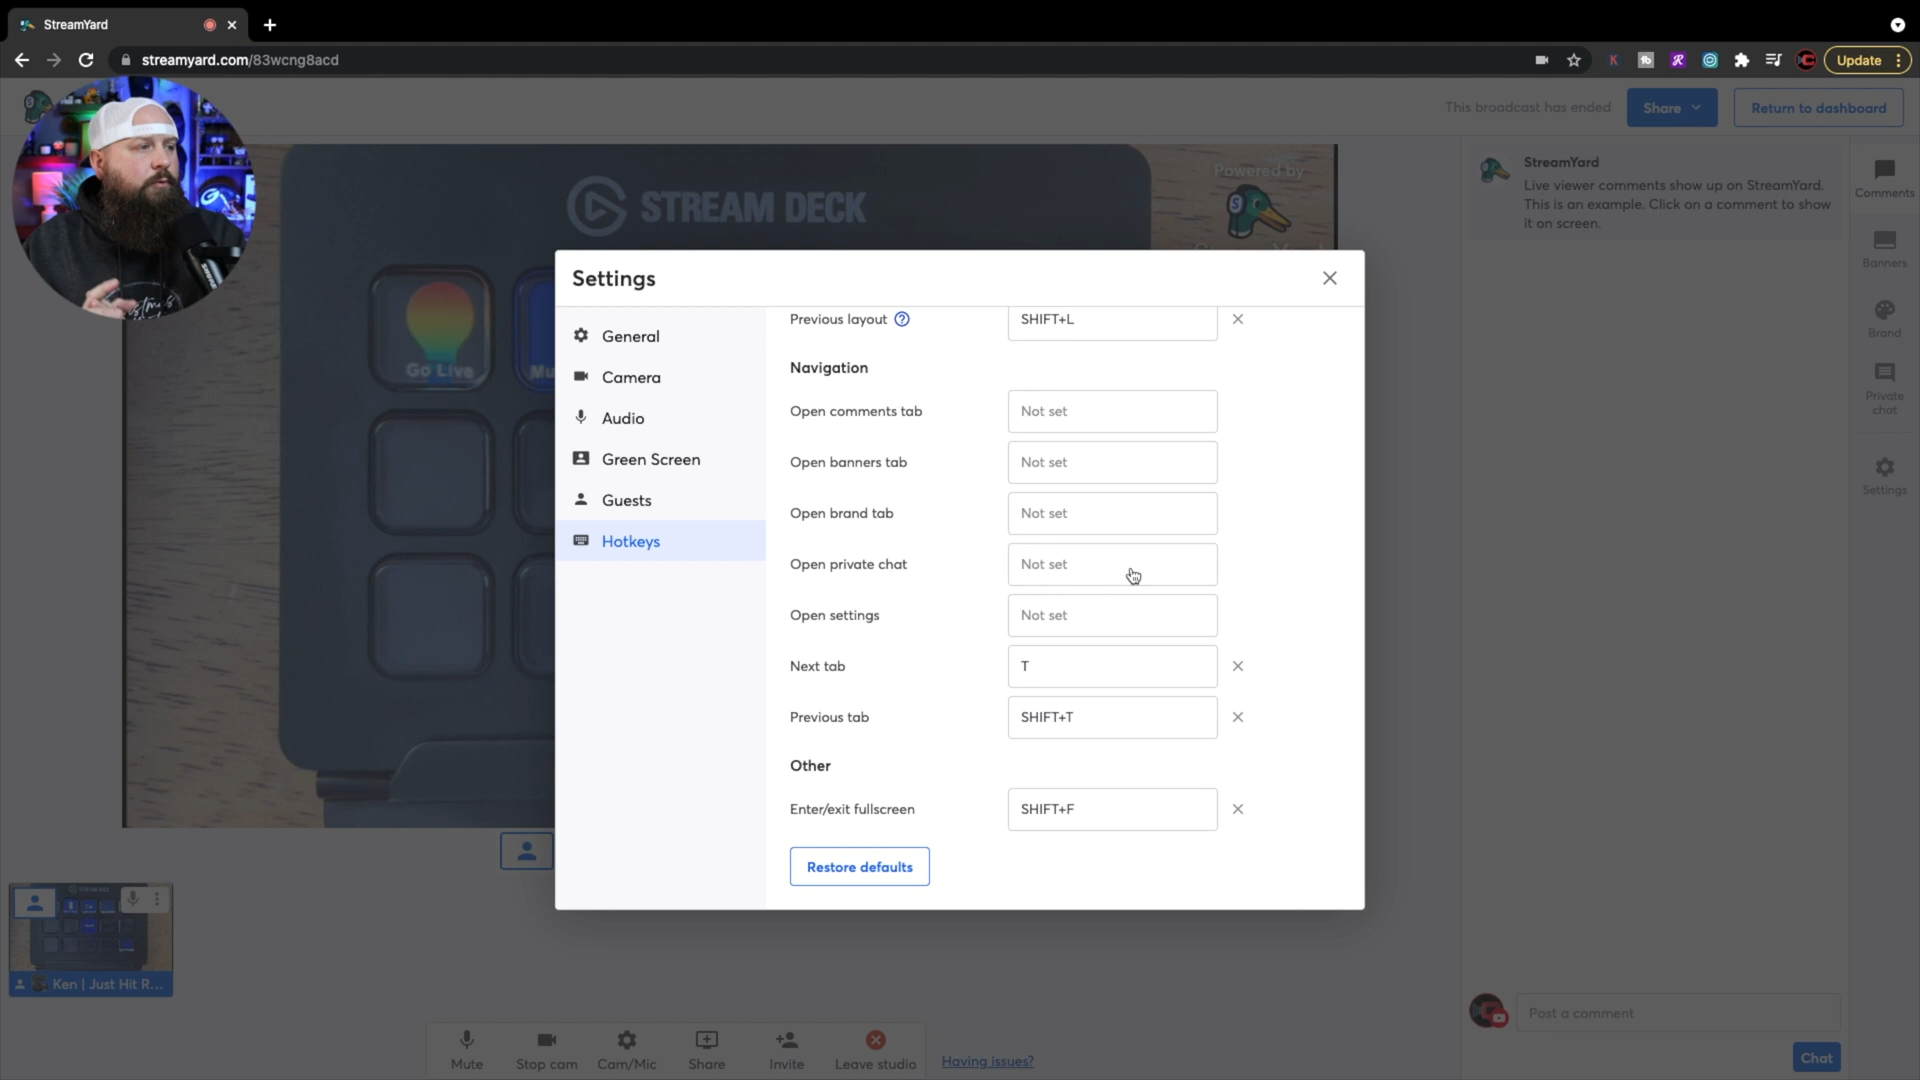 StreamYard
streamyard.com/83wcng8acd
Update
This broadcast has ended
Share
Return to dashboard
STREAM DECK
Powered by
Go Live
StreamYard
Live viewer comments show up on StreamYard.
This is an example. Click on a comment to show
it on screen.
Comments
Banners
Brand
Private
chat
Settings
Settings
General
Camera
Audio
Green Screen
Guests
Hotkeys
Previous layout
SHIFT+L
Navigation
Open comments tab
Not set
Open banners tab
Not set
Open brand tab
Not set
Open private chat
Not set
Open settings
Not set
Next tab
T
Previous tab
SHIFT+T
Other
Enter/exit fullscreen
SHIFT+F
Restore defaults
Ken | Just Hit R...
Mute
Stop cam
Cam/Mic
Share
Invite
Leave studio
Having issues?
Post a comment
Chat